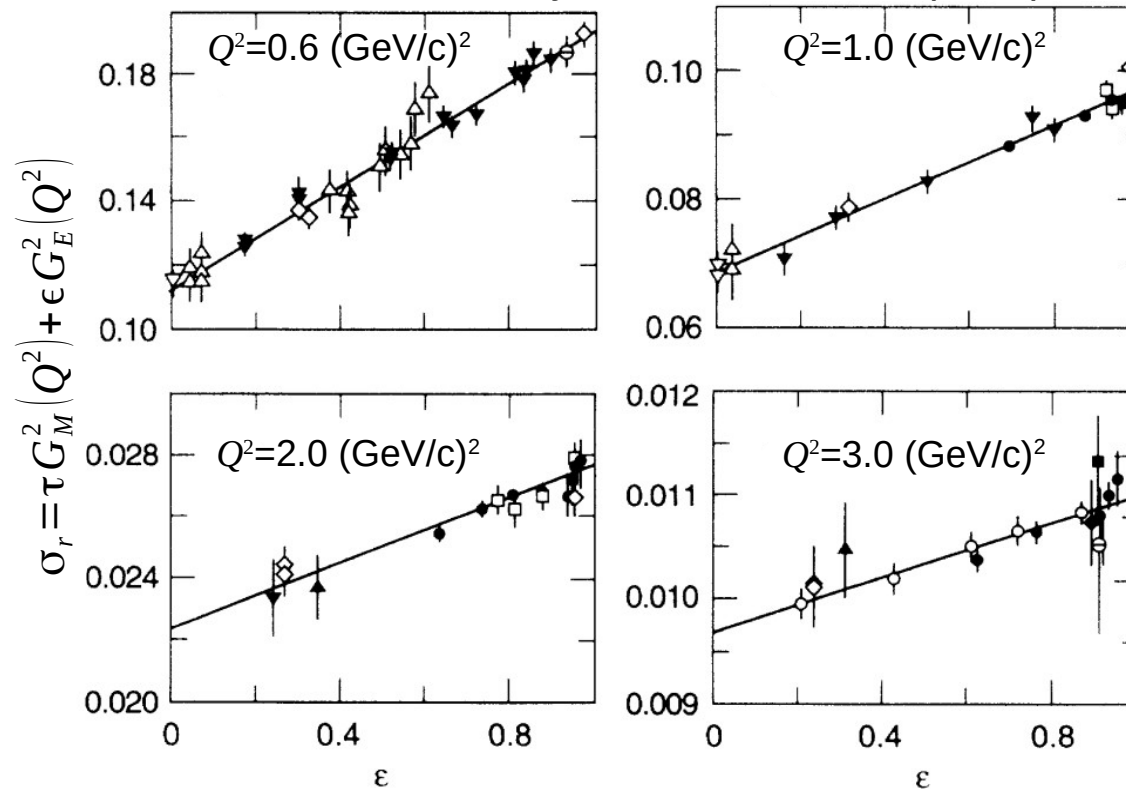 σr=τG²M(Q²)+ϵG²E(Q²)
Q²=0.6 (GeV/c)²
0.18
0.14
0.10
Q²=1.0 (GeV/c)²
0.10
0.08
0.06
Q²=2.0 (GeV/c)²
0.028
0.024
0.020
0 0.4 0.8
ε
Q²=3.0 (GeV/c)²
0.012
0.011
0.010
0.009
0 0.4 0.8
ε